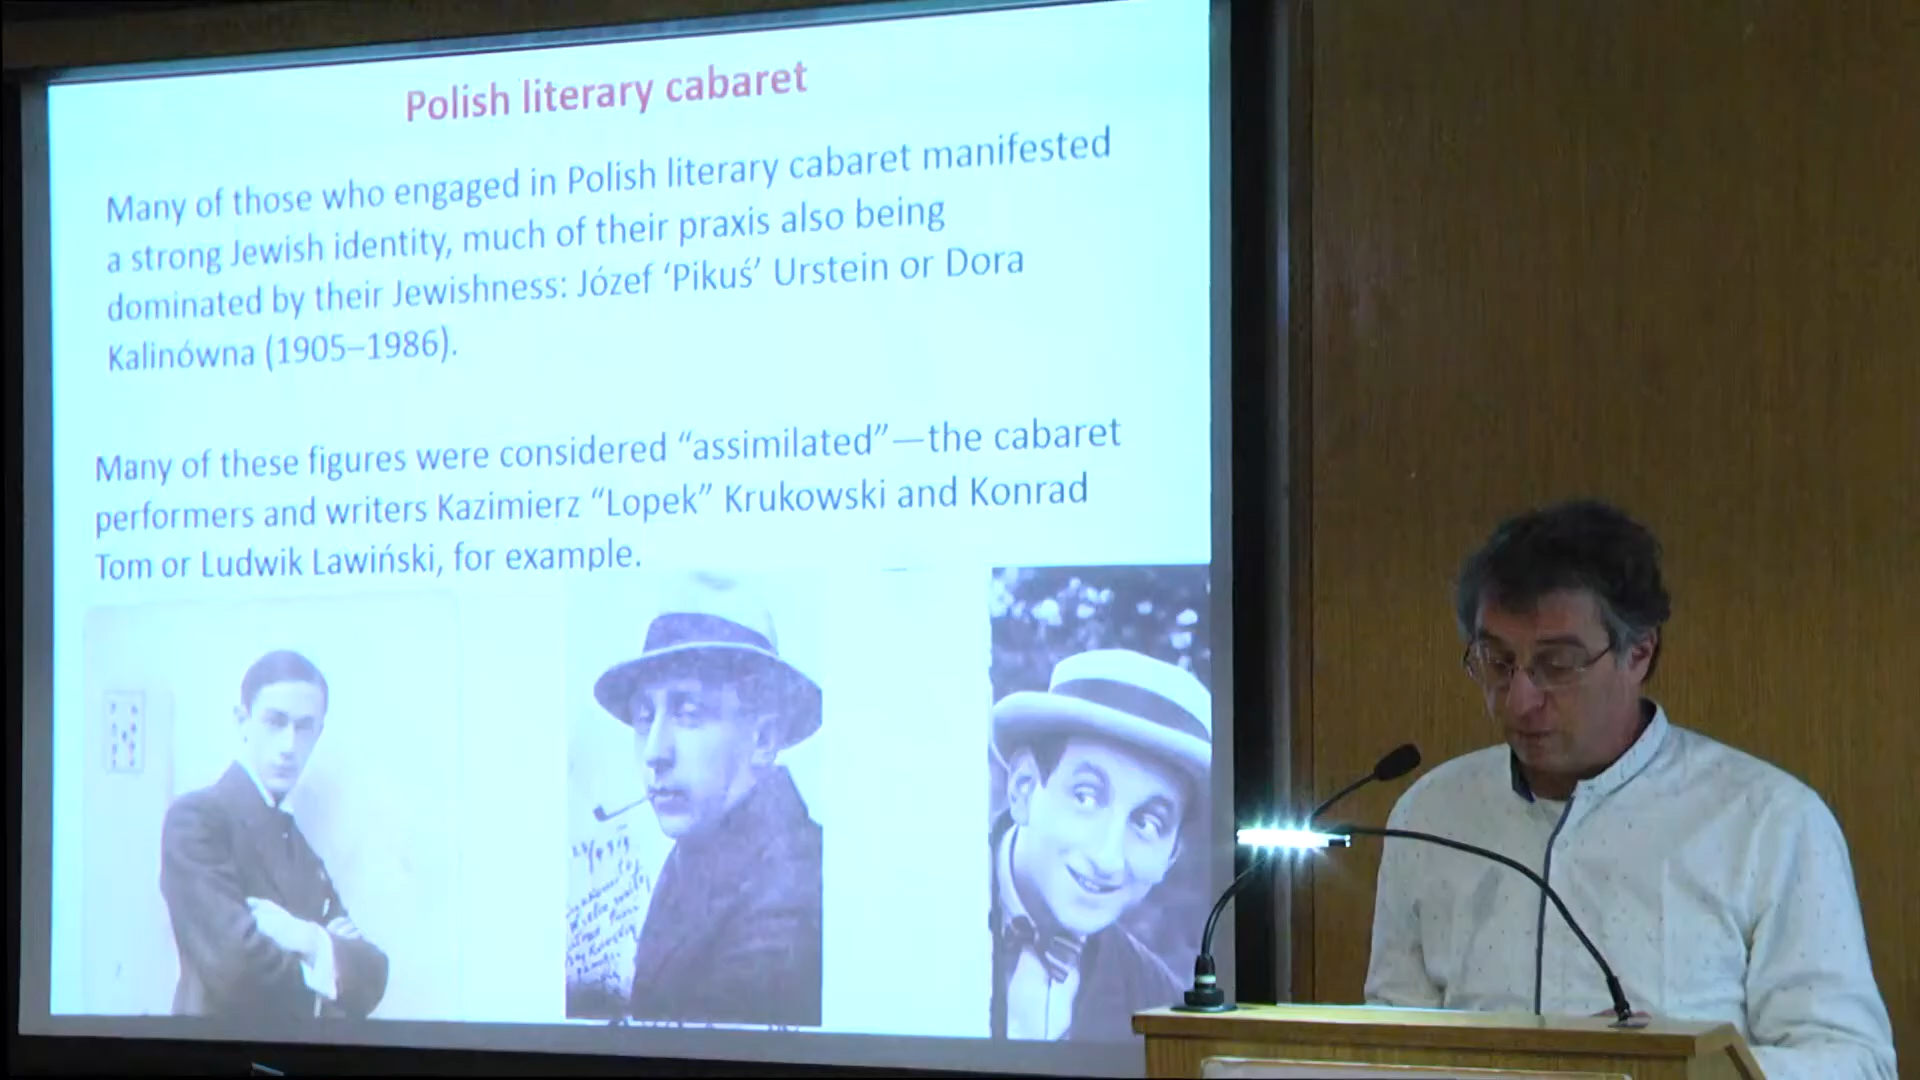 Polish literary cabaret
Many of those who engaged in Polish literary cabaret manifested
a strong Jewish identity, much of their praxis also being
dominated by their Jewishness: Józef ‘Pikuś’ Urstein or Dora
Kalinówna (1905–1986).
Many of these figures were considered “assimilated”—the cabaret
performers and writers Kazimierz “Lopek” Krukowski and Konrad
Tom or Ludwik Lawiński, for example.